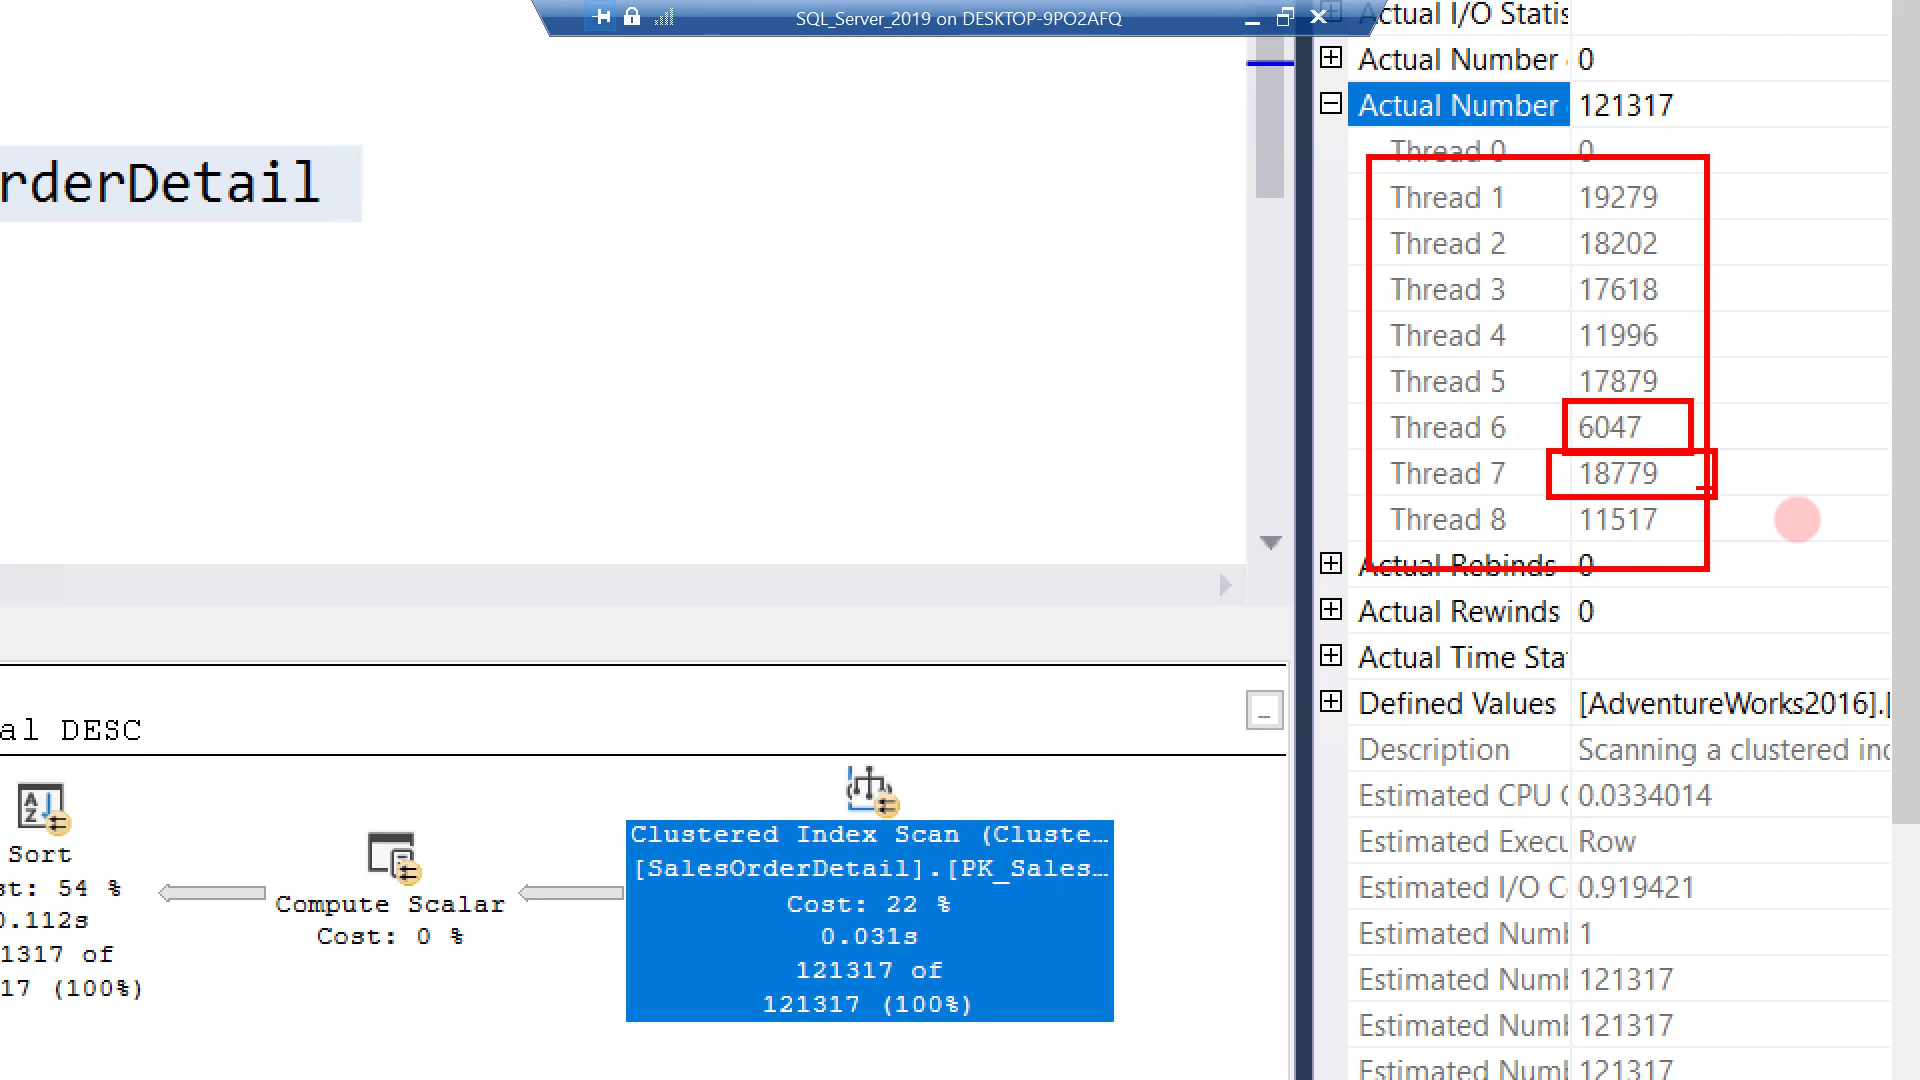 SQL_Server_2019 on DESKTOP-9PO2AFQ
rderDetail
al DESC
Sort
st: 54 %
0.112s
1317 of
17 (100%)
Compute Scalar
Cost: 0 %
Clustered Index Scan (Cluste…
[SalesOrderDetail].[PK_Sales…
Cost: 22 %
0.031s
121317 of
121317 (100%)
Actual I/O Statis
Actual Number 0
Actual Number 121317
Thread 0 0
Thread 1 19279
Thread 2 18202
Thread 3 17618
Thread 4 11996
Thread 5 17879
Thread 6 6047
Thread 7 18779
Thread 8 11517
Actual Rebinds 0
Actual Rewinds 0
Actual Time Sta
Defined Values [AdventureWorks2016].[
Description Scanning a clustered inc
Estimated CPU C 0.0334014
Estimated Execu Row
Estimated I/O C 0.919421
Estimated Numb 1
Estimated Numb 121317
Estimated Numb 121317
Estimated Numb 121317